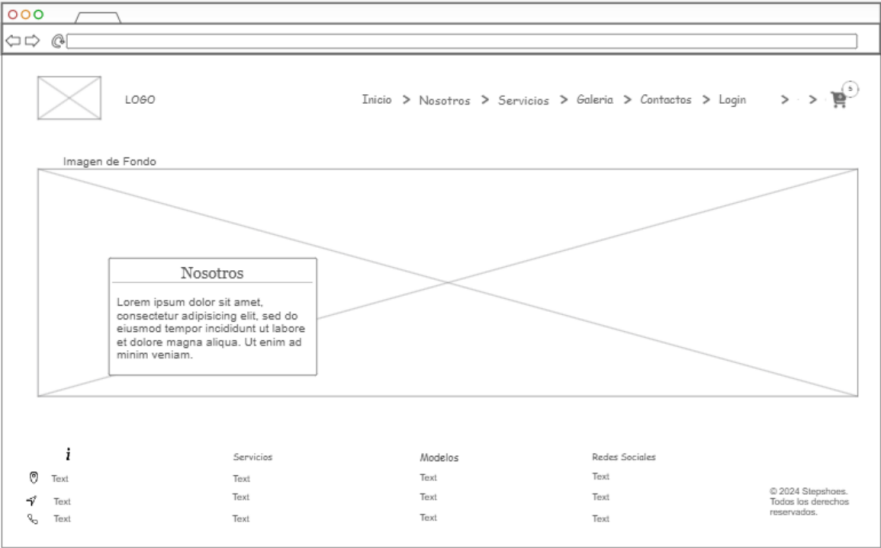 LOGO
Inicio > Nosotros > Servicios > Galeria > Contactos > Login > >
Imagen de Fondo
Nosotros
Lorem ipsum dolor sit amet,
consectetur adipisicing elit, sed do
eiusmod tempor incididunt ut labore
et dolore magna aliqua. Ut enim ad
minim veniam.
i
Text
Text
Text
Servicios
Text
Text
Text
Modelos
Text
Text
Text
Redes Sociales
Text
Text
Text
© 2024 Stepshoes.
Todos los derechos
reservados.